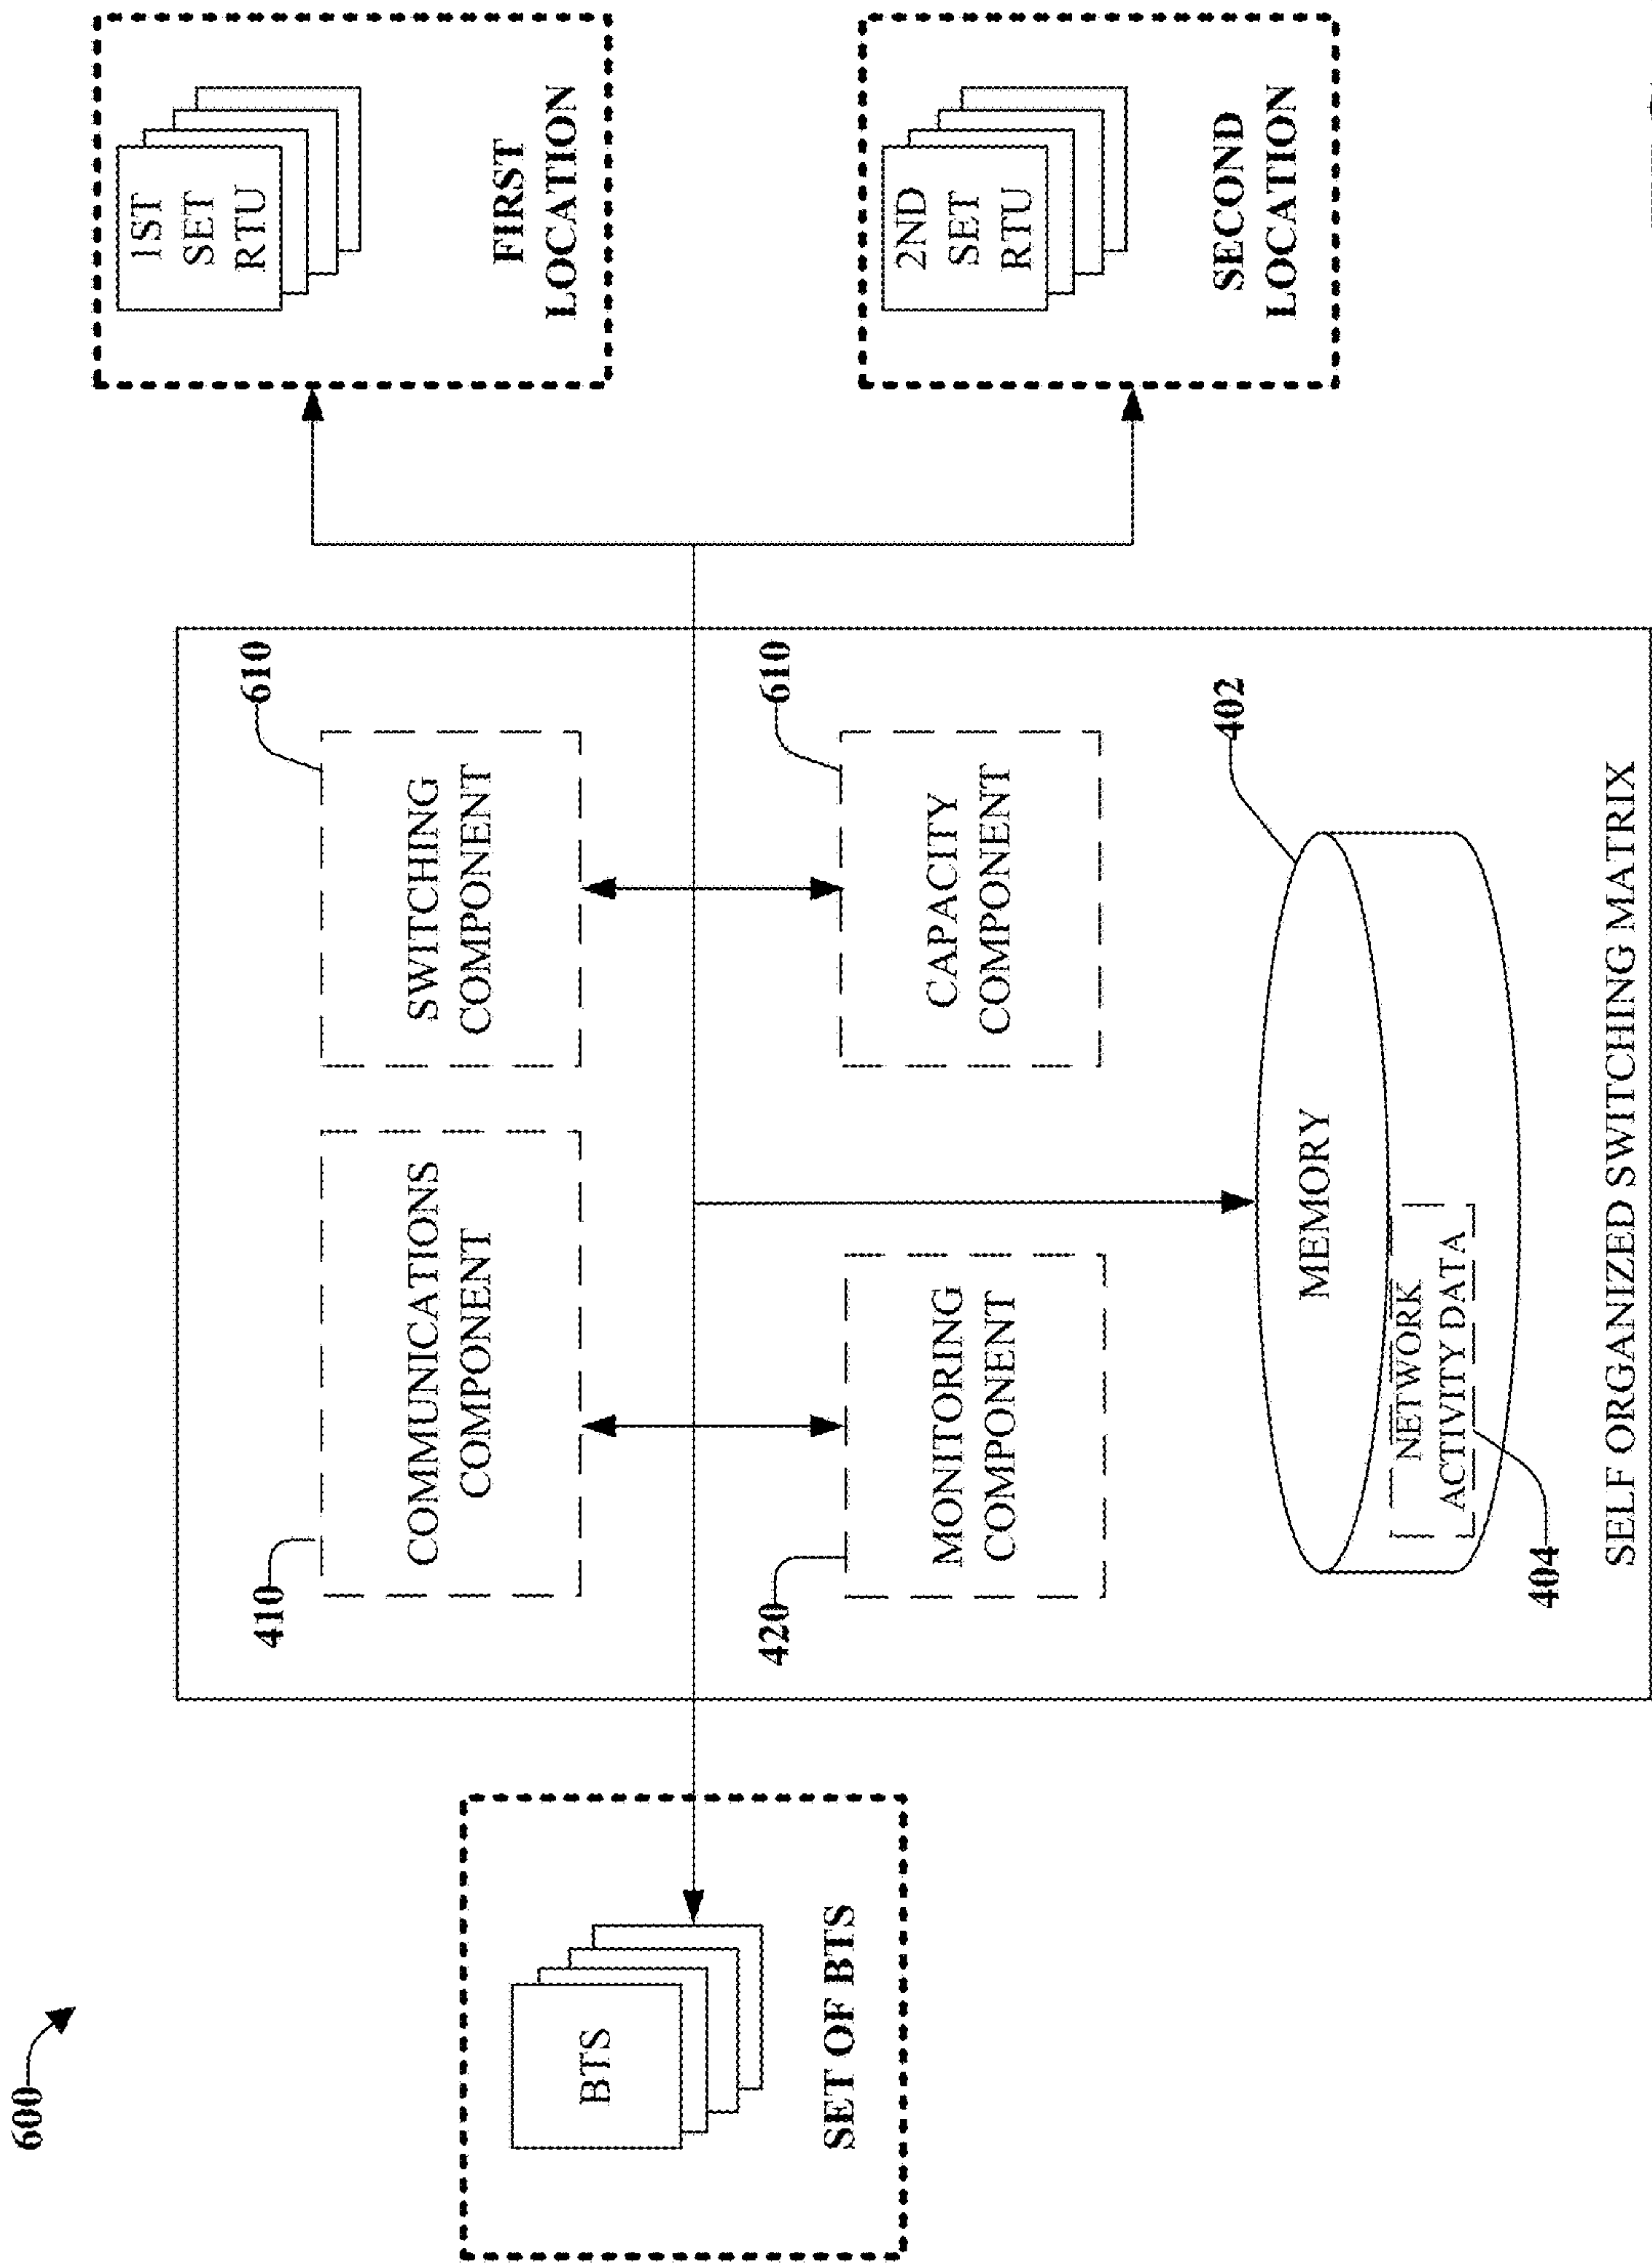 600
BTS
SET OF BTS
410
COMMUNICATIONS
COMPONENT
610
SWITCHING
COMPONENT
420
MONITORING
COMPONENT
610
CAPACITY
COMPONENT
402
MEMORY
NETWORK
ACTIVITY DATA
404
SELF ORGANIZED SWITCHING MATRIX
1ST
SET
RTU
FIRST
LOCATION
2ND
SET
RTU
SECOND
LOCATION